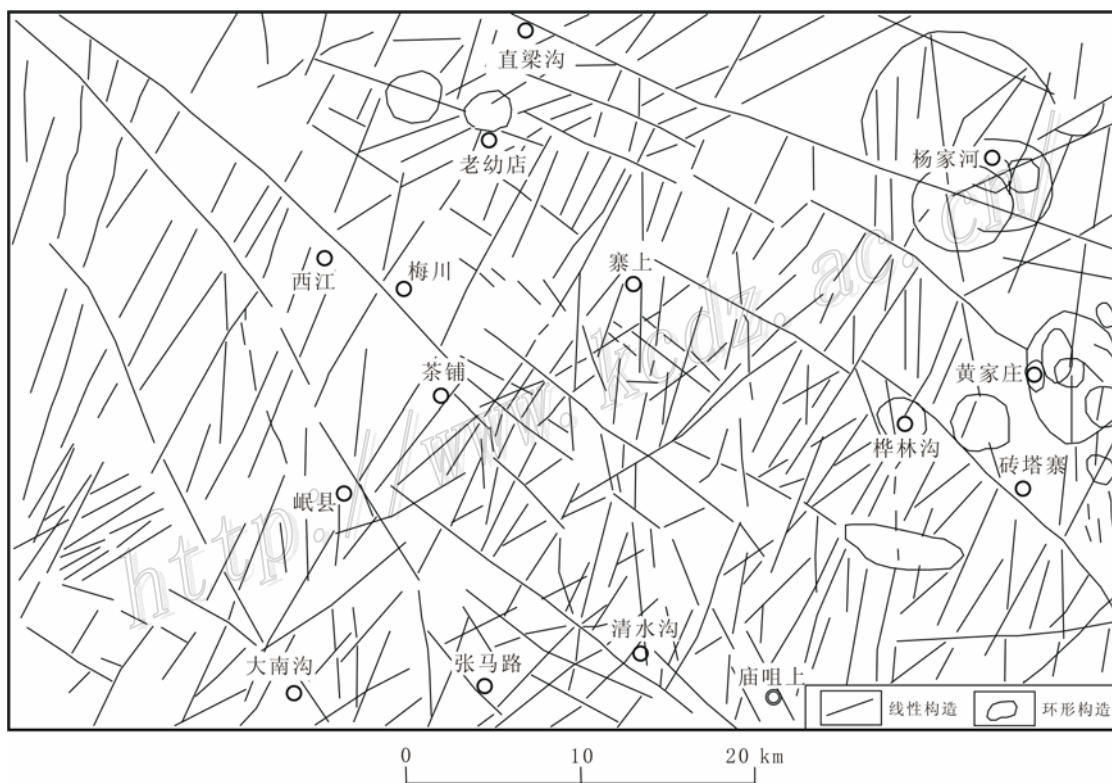 直梁沟
老幼店
杨家河
西江
梅川
寨上
茶铺
黄家庄
桦林沟
砖塔寨
岷县
http://www.kcdz.ac.cn/
大南沟
张马路
清水沟
庙咀上
线性构造
环形构造
0 10 20 km